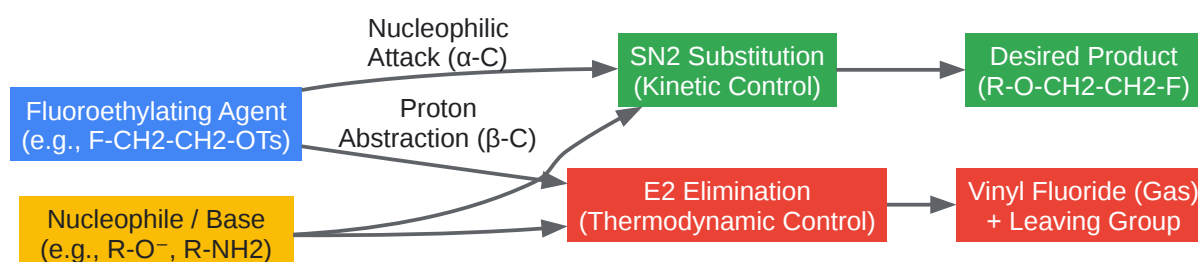 Nucleophilic
Attack (α-C)
Fluoroethylating Agent
(e.g., F-CH2-CH2-OTs)
Proton
Abstraction (β-C)
Nucleophile / Base
(e.g., R-O⁻, R-NH2)
SN2 Substitution
(Kinetic Control)
Desired Product
(R-O-CH2-CH2-F)
E2 Elimination
(Thermodynamic Control)
Vinyl Fluoride (Gas)
+ Leaving Group